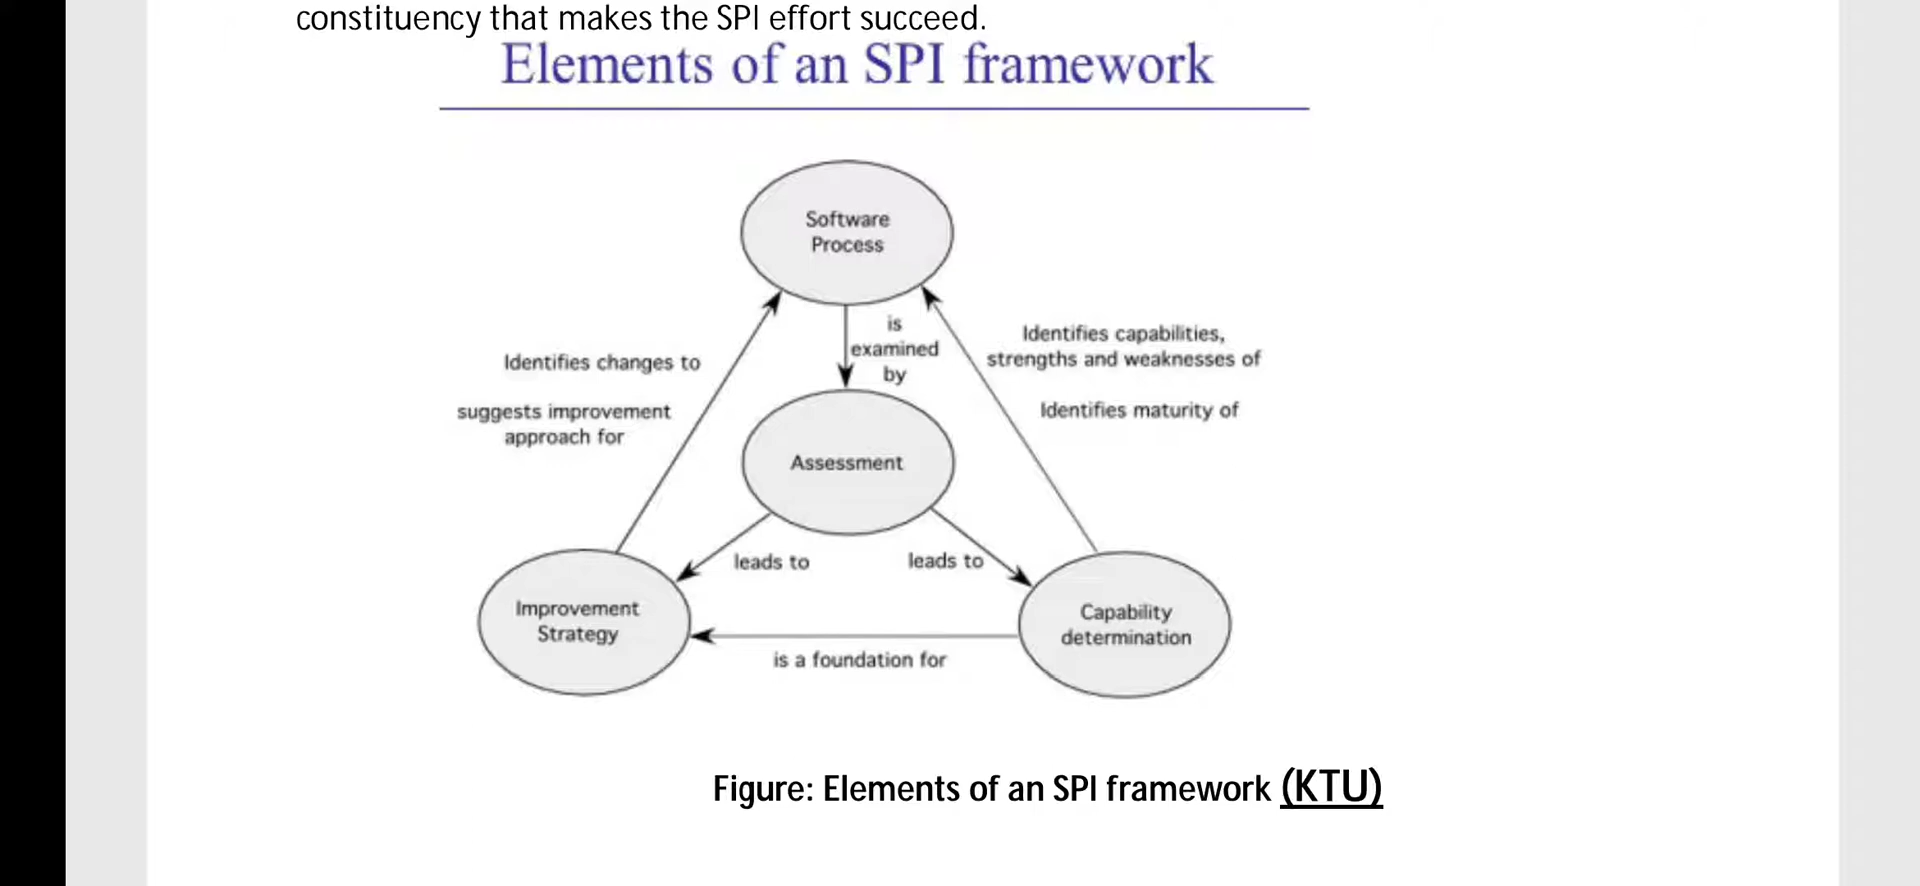 constituency that makes the SPI effort succeed.
Elements of an SPI framework
Software
Process
is
examined
by
Identifies capabilities,
strengths and weaknesses of
Identifies changes to
suggests improvement
approach for
Identifies maturity of
Assessment
leads to
leads to
Improvement
Strategy
Capability
determination
is a foundation for
Figure: Elements of an SPI framework (KTU)